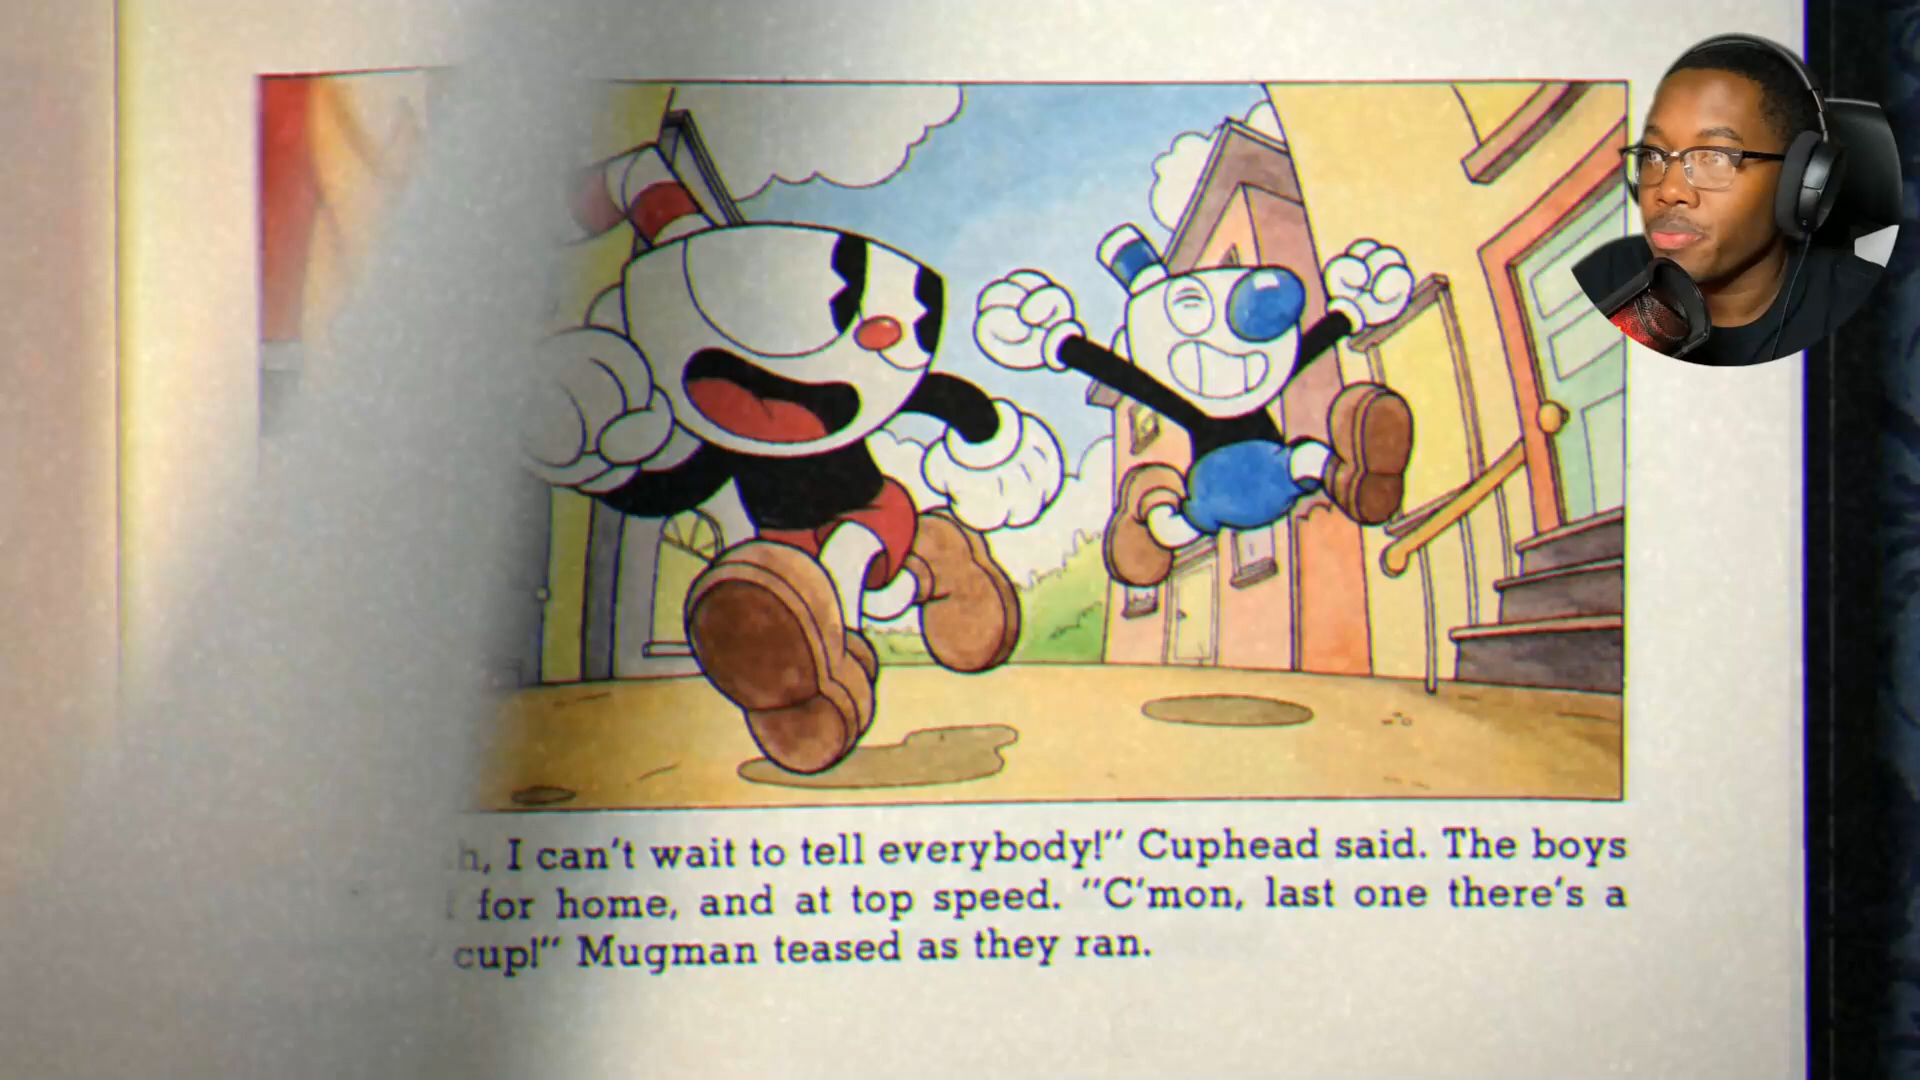 h, I can't wait to tell everybody!" Cuphead said. The boys
for home, and at top speed. "C'mon, last one there's a
cup!" Mugman teased as they ran.